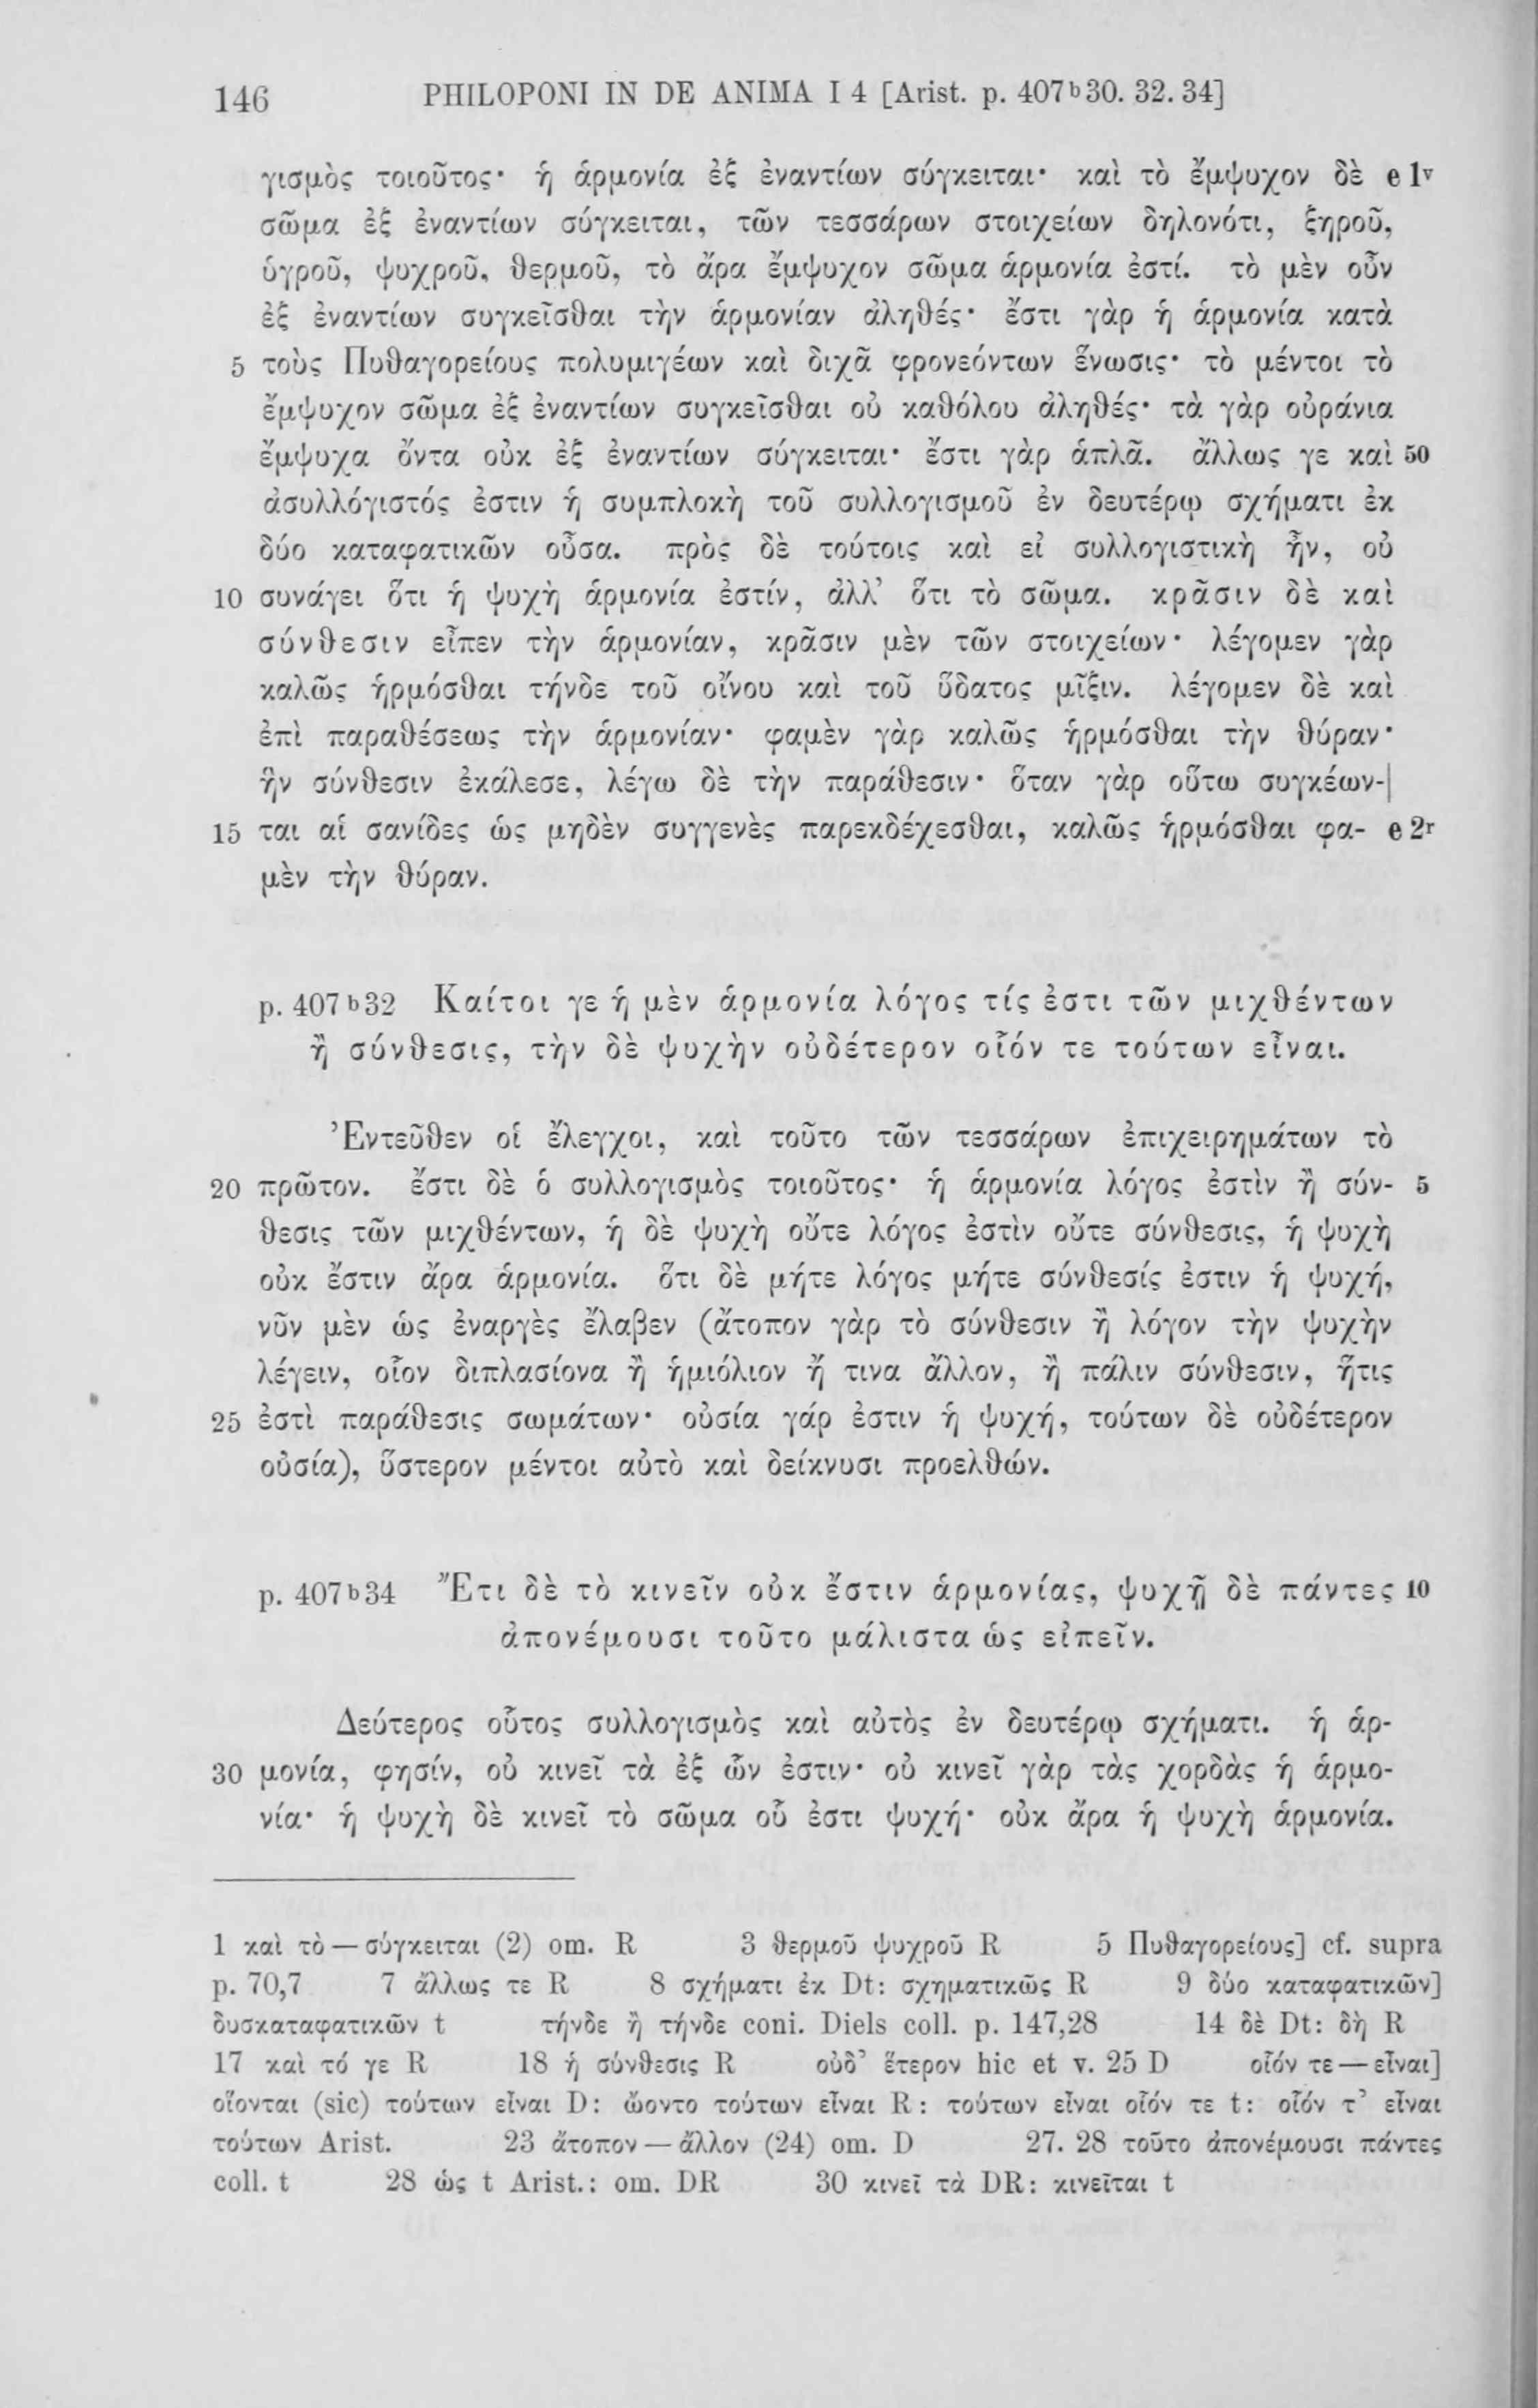 146 PHILOPONI IN DE ANIMA I 4 [Arist. p. 407ᵇ30. 32. 34]
γισμὸς τοιοῦτος· ἡ ἁρμονία ἐξ ἐναντίων σύγκειται· καὶ τὸ ἔμψυχον δὲ e 1ᵛ
σῶμα ἐξ ἐναντίων σύγκειται, τῶν τεσσάρων στοιχείων δηλονότι, ξηροῦ,
ὑγροῦ, ψυχροῦ, θερμοῦ, τὸ ἄρα ἔμψυχον σῶμα ἁρμονία ἐστί. τὸ μὲν οὖν
ἐξ ἐναντίων συγκεῖσθαι τὴν ἁρμονίαν ἀληθές· ἔστι γὰρ ἡ ἁρμονία κατὰ
5 τοὺς Πυθαγορείους πολυμιγέων καὶ διχᾶ φρονεόντων ἕνωσις· τὸ μέντοι τὸ
ἔμψυχον σῶμα ἐξ ἐναντίων συγκεῖσθαι οὐ καθόλου ἀληθές· τὰ γὰρ οὐράνια
ἔμψυχα ὄντα οὐκ ἐξ ἐναντίων σύγκειται· ἔστι γὰρ ἁπλᾶ. ἄλλως γε καὶ 50
ἀσυλλόγιστός ἐστιν ἡ συμπλοκὴ τοῦ συλλογισμοῦ ἐν δευτέρῳ σχήματι ἐκ
δύο καταφατικῶν οὖσα. πρὸς δὲ τούτοις καὶ εἰ συλλογιστικὴ ἦν, οὐ
10 συνάγει ὅτι ἡ ψυχὴ ἁρμονία ἐστίν, ἀλλ’ ὅτι τὸ σῶμα. κρᾶσιν δὲ καὶ
σύνθεσιν εἶπεν τὴν ἁρμονίαν, κρᾶσιν μὲν τῶν στοιχείων· λέγομεν γὰρ
καλῶς ἡρμόσθαι τήνδε τοῦ οἴνου καὶ τοῦ ὕδατος μῖξιν. λέγομεν δὲ καὶ
ἐπὶ παραθέσεως τὴν ἁρμονίαν· φαμὲν γὰρ καλῶς ἡρμόσθαι τὴν θύραν·
ἣν σύνθεσιν ἐκάλεσε, λέγω δὲ τὴν παράθεσιν· ὅταν γὰρ οὕτω συγκέων-|
15 ται αἱ σανίδες ὡς μηδὲν συγγενὲς παρεκδέχεσθαι, καλῶς ἡρμόσθαι φα- e 2ʳ
μὲν τὴν θύραν.
p. 407ᵇ32 Καίτοι γε ἡ μὲν ἁρμονία λόγος τίς ἐστι τῶν μιχθέντων
ἢ σύνθεσις, τὴν δὲ ψυχὴν οὐδέτερον οἷόν τε τούτων εἶναι.
Ἐντεῦθεν οἱ ἔλεγχοι, καὶ τοῦτο τῶν τεσσάρων ἐπιχειρημάτων τὸ
20 πρῶτον. ἔστι δὲ ὁ συλλογισμὸς τοιοῦτος· ἡ ἁρμονία λόγος ἐστὶν ἢ σύν- 5
θεσις τῶν μιχθέντων, ἡ δὲ ψυχὴ οὔτε λόγος ἐστὶν οὔτε σύνθεσις, ἡ ψυχὴ
οὐκ ἔστιν ἄρα ἁρμονία. ὅτι δὲ μήτε λόγος μήτε σύνθεσίς ἐστιν ἡ ψυχή,
νῦν μὲν ὡς ἐναργὲς ἔλαβεν (ἄτοπον γὰρ τὸ σύνθεσιν ἢ λόγον τὴν ψυχὴν
λέγειν, οἷον διπλασίονα ἢ ἡμιόλιον ἤ τινα ἄλλον, ἢ πάλιν σύνθεσιν, ἥτις
25 ἐστὶ παράθεσις σωμάτων· οὐσία γάρ ἐστιν ἡ ψυχή, τούτων δὲ οὐδέτερον
οὐσία), ὕστερον μέντοι αὐτὸ καὶ δείκνυσι προελθών.
p. 407ᵇ34 Ἔτι δὲ τὸ κινεῖν οὐκ ἔστιν ἁρμονίας, ψυχῇ δὲ πάντες 10
ἀπονέμουσι τοῦτο μάλιστα ὡς εἰπεῖν.
Δεύτερος οὗτος συλλογισμὸς καὶ αὐτὸς ἐν δευτέρῳ σχήματι. ἡ ἁρ-
30 μονία, φησίν, οὐ κινεῖ τὰ ἐξ ὧν ἐστιν· οὐ κινεῖ γὰρ τὰς χορδὰς ἡ ἁρμο-
νία· ἡ ψυχὴ δὲ κινεῖ τὸ σῶμα οὗ ἐστι ψυχή· οὐκ ἄρα ἡ ψυχὴ ἁρμονία.
1 καὶ τὸ — σύγκειται (2) om. R 3 θερμοῦ ψυχροῦ R 5 Πυθαγορείους] cf. supra
p. 70,7 7 ἄλλως τε R 8 σχήματι ἐκ Dt: σχηματικῶς R 9 δύο καταφατικῶν]
δυσκαταφατικῶν t τήνδε ἢ τήνδε coni. Diels coll. p. 147,28 14 δὲ Dt: δὴ R
17 καὶ τό γε R 18 ἡ σύνθεσις R οὐδ’ ἕτερον hic et v. 25 D οἷόν τε — εἶναι]
οἴονται (sic) τούτων εἶναι D: ᾤοντο τούτων εἶναι R: τούτων εἶναι οἷόν τε t: οἷόν τ’ εἶναι
τούτων Arist. 23 ἄτοπον — ἄλλον (24) om. D 27. 28 τοῦτο ἀπονέμουσι πάντες
coll. t 28 ὡς t Arist.: om. DR 30 κινεῖ τὰ DR: κινεῖται t